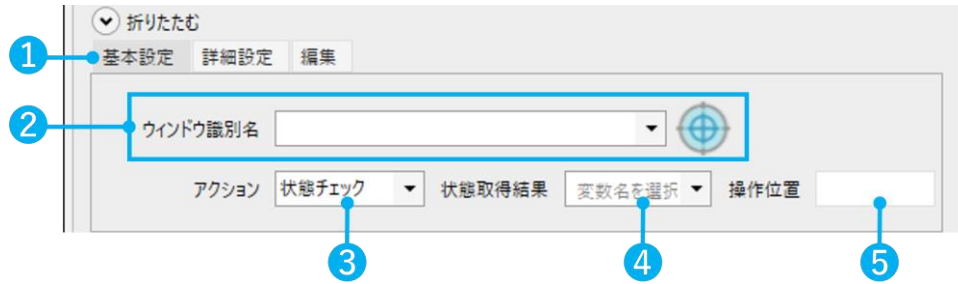 折りたたむ
1 基本設定 詳細設定 編集
2 ウィンドウ識別名
アクション 状態チェック 状態取得結果 変数名を選択 操作位置
3 4 5